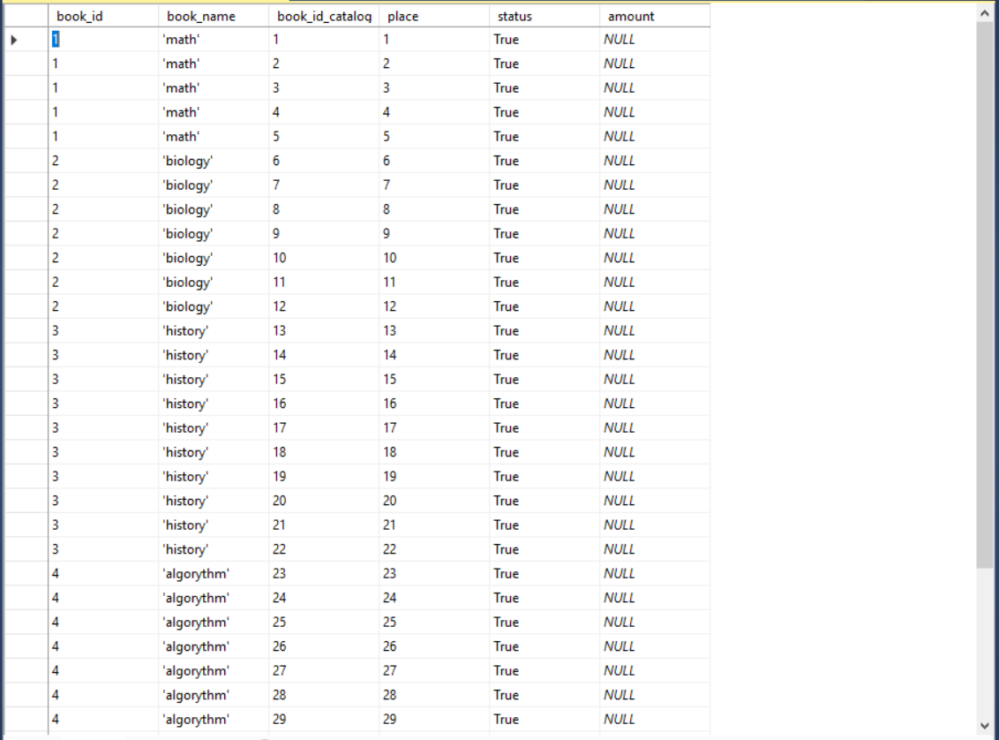 book_id book_name book_id_catalog place status amount
1 'math' 1 1 True NULL
1 'math' 2 2 True NULL
1 'math' 3 3 True NULL
1 'math' 4 4 True NULL
1 'math' 5 5 True NULL
2 'biology' 6 6 True NULL
2 'biology' 7 7 True NULL
2 'biology' 8 8 True NULL
2 'biology' 9 9 True NULL
2 'biology' 10 10 True NULL
2 'biology' 11 11 True NULL
2 'biology' 12 12 True NULL
3 'history' 13 13 True NULL
3 'history' 14 14 True NULL
3 'history' 15 15 True NULL
3 'history' 16 16 True NULL
3 'history' 17 17 True NULL
3 'history' 18 18 True NULL
3 'history' 19 19 True NULL
3 'history' 20 20 True NULL
3 'history' 21 21 True NULL
3 'history' 22 22 True NULL
4 'algorythm' 23 23 True NULL
4 'algorythm' 24 24 True NULL
4 'algorythm' 25 25 True NULL
4 'algorythm' 26 26 True NULL
4 'algorythm' 27 27 True NULL
4 'algorythm' 28 28 True NULL
4 'algorythm' 29 29 True NULL